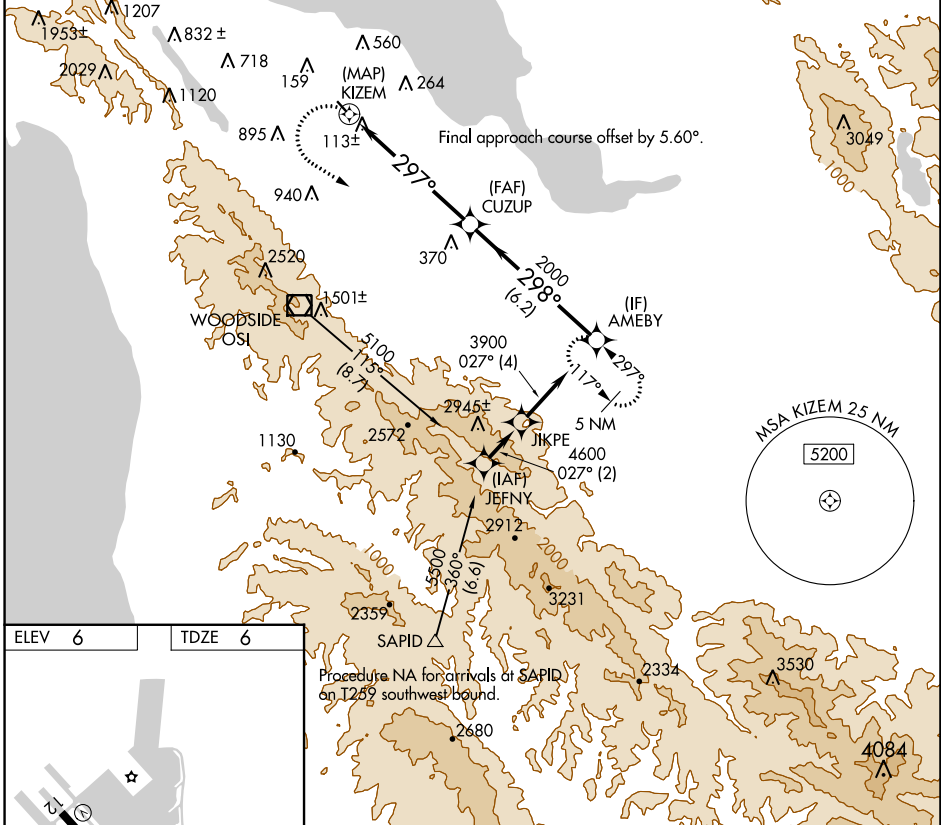 1207
1953±
832 ±
560
718
159
(MAP)
KIZEM
264
2029
1120
895
113±
Final approach course offset by 5.60°.
3049
1000
297°
(FAF)
CUZUP
940
370
2520
2000
298°
(6.2)
(IF)
AMEBY
1501±
WOODSIDE
OSI
5100
115°
(8.7)
3900
027° (4)
297°
117°
5 NM
2945±
2572
JIKPE
4600
027° (2)
(IAF)
JEFNY
1130
MSA KIZEM 25 NM
5200
2912
2000
1000
5500
360°
(6.6)
3231
2359
SAPID
Procedure NA for arrivals at SAPID
on T259 southwest bound.
2334
3530
2680
4084
ELEV 6
TDZE 6
12
V